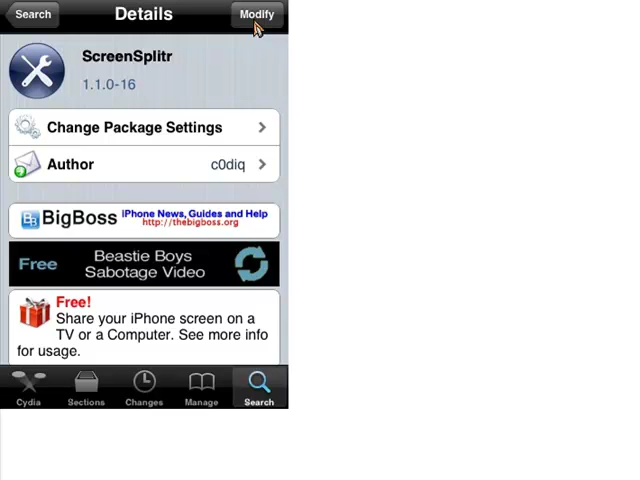 Search
Details
Modify
ScreenSplitr
1.1.0-16
Change Package Settings
Author
c0diq
BB
BigBoss
iPhone News, Guides and Help
http://thebigboss.org
Free
Beastie Boys
Sabotage Video
Free!
Share your iPhone screen on a
TV or a Computer. See more info
for usage.
Cydia
Sections
Changes
Manage
Search